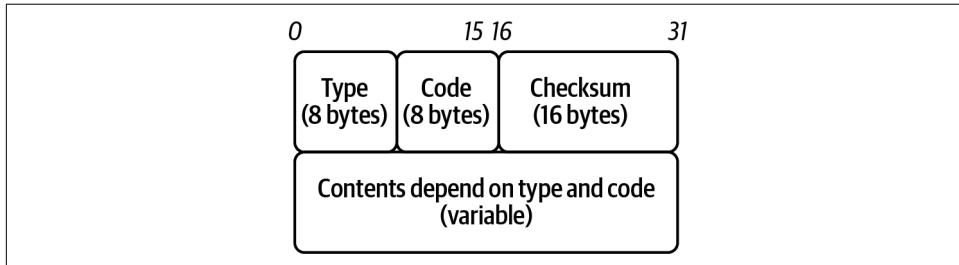 0 15 16 31
Type Code Checksum
(8 bytes) (8 bytes) (16 bytes)
Contents depend on type and code
(variable)